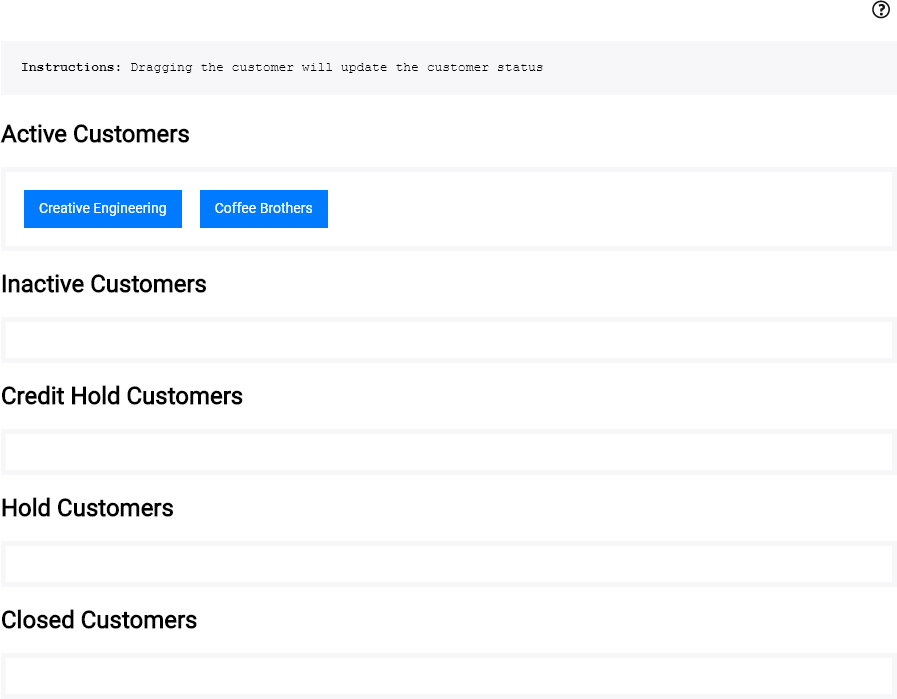 Instructions: Dragging the customer will update the customer status
Active Customers
Creative Engineering
Coffee Brothers
Inactive Customers
Credit Hold Customers
Hold Customers
Closed Customers